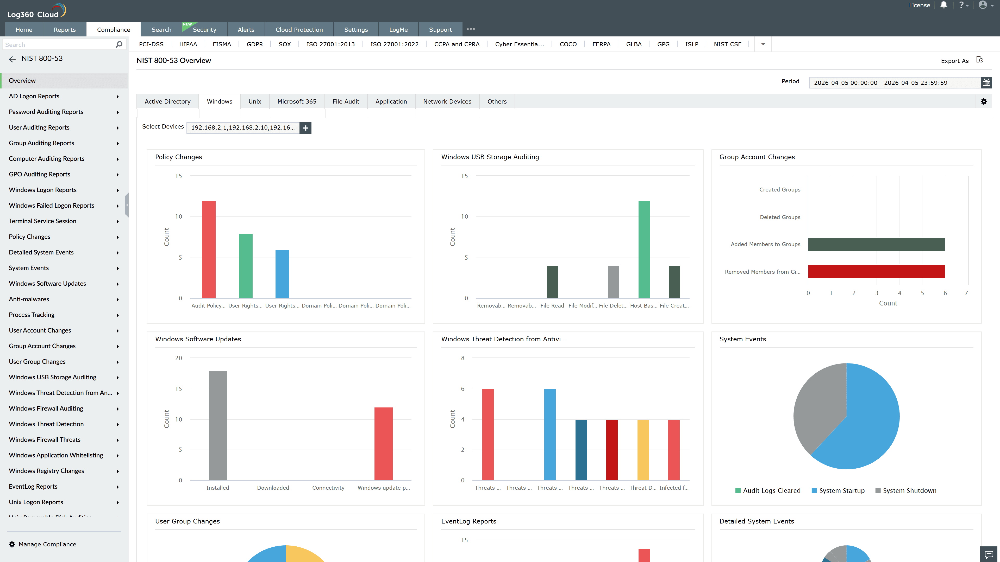 License
?
Log360 Cloud
Home
Reports
Compliance
Search
NEW
Security
Alerts
Cloud Protection
Settings
LogMe
Support
Search
PCI-DSS
HIPAA
FISMA
GDPR
SOX
ISO 27001:2013
ISO 27001:2022
CCPA and CPRA
Cyber Essentia...
COCO
FERPA
GLBA
GPG
ISLP
NIST CSF
NIST 800-53
Overview
AD Logon Reports
Password Auditing Reports
User Auditing Reports
Group Auditing Reports
Computer Auditing Reports
GPO Auditing Reports
Windows Logon Reports
Windows Failed Logon Reports
Terminal Service Session
Policy Changes
Detailed System Events
System Events
Windows Software Updates
Anti-malwares
Process Tracking
User Account Changes
Group Account Changes
User Group Changes
Windows USB Storage Auditing
Windows Threat Detection from An...
Windows Firewall Auditing
Windows Threat Detection
Windows Firewall Threats
Windows Application Whitelisting
Windows Registry Changes
EventLog Reports
Unix Logon Reports
Manage Compliance
NIST 800-53 Overview
Export As
Period
2026-04-05 00:00:00 - 2026-04-05 23:59:59
Active Directory
Windows
Unix
Microsoft 365
File Audit
Application
Network Devices
Others
Select Devices
192.168.2.1,192.168.2.10,192.16...
Policy Changes
15
10
5
0
Count
Audit Policy...
User Rights...
User Rights...
Domain Poli...
Domain Poli...
Domain Poli...
Windows USB Storage Auditing
15
10
5
0
Count
Removab...
Removab...
File Read
File Modif...
File Delet...
Host Bas...
File Creat...
Group Account Changes
Created Groups
Deleted Groups
Added Members to Groups
Removed Members from Gr...
0
1
2
3
4
5
6
7
Count
Windows Software Updates
20
15
10
5
0
Count
Installed
Downloaded
Connectivity
Windows update p...
Windows Threat Detection from Antivi...
8
6
4
2
0
Count
Threats ...
Threats ...
Threats ...
Threats ...
Threats ...
Threat D...
Infected f...
System Events
Audit Logs Cleared
System Startup
System Shutdown
User Group Changes
EventLog Reports
15
Detailed System Events